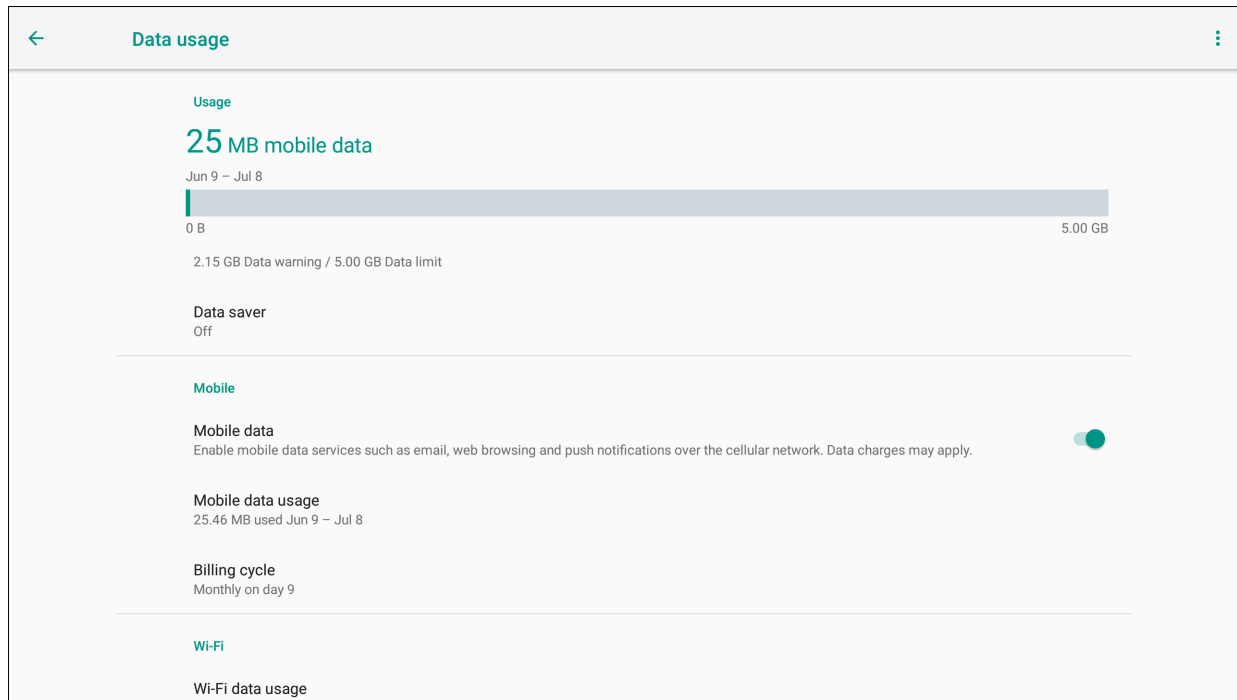 Data usage
Usage
25 MB mobile data
Jun 9 – Jul 8
0 B 5.00 GB
2.15 GB Data warning / 5.00 GB Data limit
Data saver
Off
Mobile
Mobile data
Enable mobile data services such as email, web browsing and push notifications over the cellular network. Data charges may apply.
Mobile data usage
25.46 MB used Jun 9 – Jul 8
Billing cycle
Monthly on day 9
Wi-Fi
Wi-Fi data usage